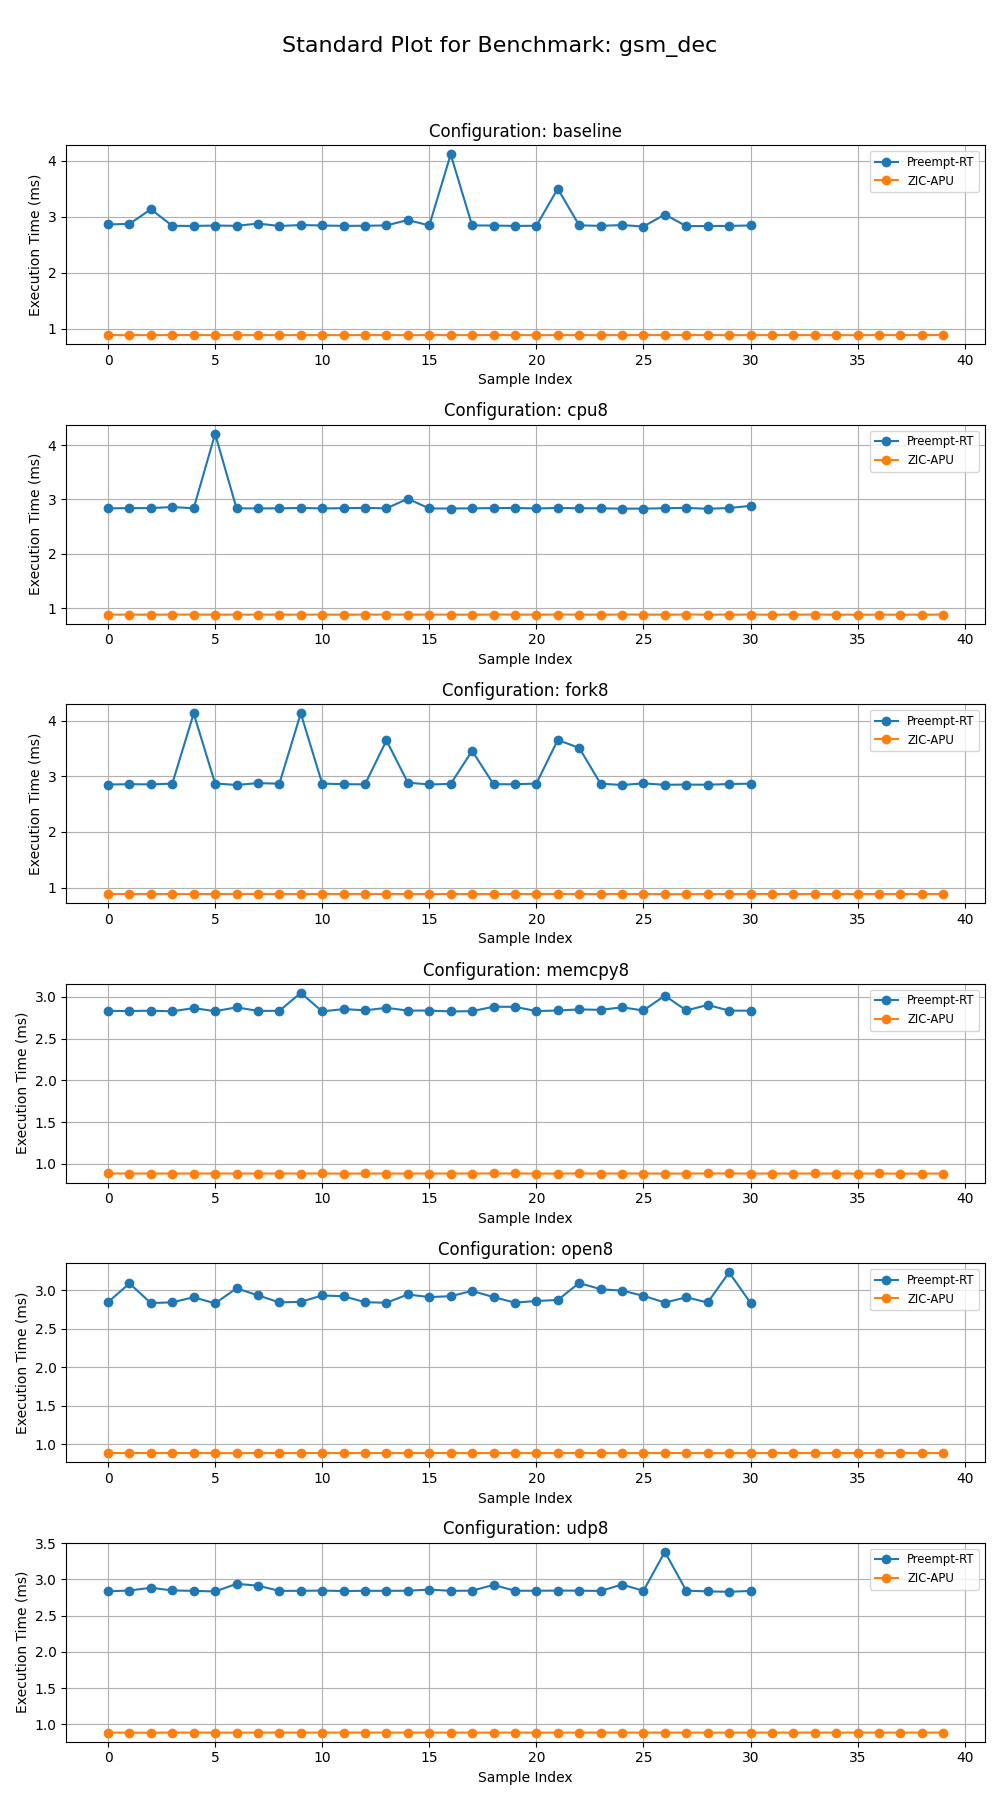 Standard Plot for Benchmark: gsm_dec
Configuration: baseline
Execution Time (ms)
4
3
2
1
Preempt-RT
ZIC-APU
0 5 10 15 20 25 30 35 40
Sample Index
Configuration: cpu8
Execution Time (ms)
4
3
2
1
Preempt-RT
ZIC-APU
0 5 10 15 20 25 30 35 40
Sample Index
Configuration: fork8
Execution Time (ms)
4
3
2
1
Preempt-RT
ZIC-APU
0 5 10 15 20 25 30 35 40
Sample Index
Configuration: memcpy8
Execution Time (ms)
3.0
2.5
2.0
1.5
1.0
Preempt-RT
ZIC-APU
0 5 10 15 20 25 30 35 40
Sample Index
Configuration: open8
Execution Time (ms)
3.0
2.5
2.0
1.5
1.0
Preempt-RT
ZIC-APU
0 5 10 15 20 25 30 35 40
Sample Index
Configuration: udp8
Execution Time (ms)
3.5
3.0
2.5
2.0
1.5
1.0
Preempt-RT
ZIC-APU
0 5 10 15 20 25 30 35 40
Sample Index